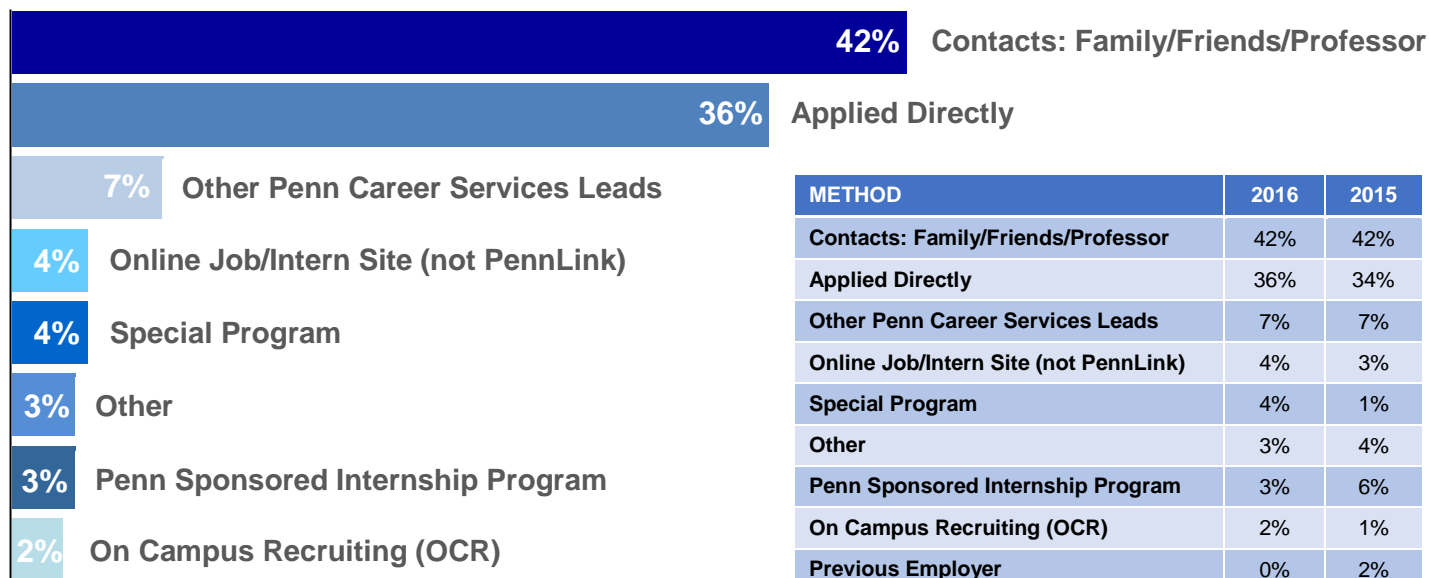 42% Contacts: Family/Friends/Professor
36% Applied Directly
7% Other Penn Career Services Leads
4% Online Job/Intern Site (not PennLink)
4% Special Program
3% Other
3% Penn Sponsored Internship Program
2% On Campus Recruiting (OCR)
METHOD 2016 2015
Contacts: Family/Friends/Professor 42% 42%
Applied Directly 36% 34%
Other Penn Career Services Leads 7% 7%
Online Job/Intern Site (not PennLink) 4% 3%
Special Program 4% 1%
Other 3% 4%
Penn Sponsored Internship Program 3% 6%
On Campus Recruiting (OCR) 2% 1%
Previous Employer 0% 2%